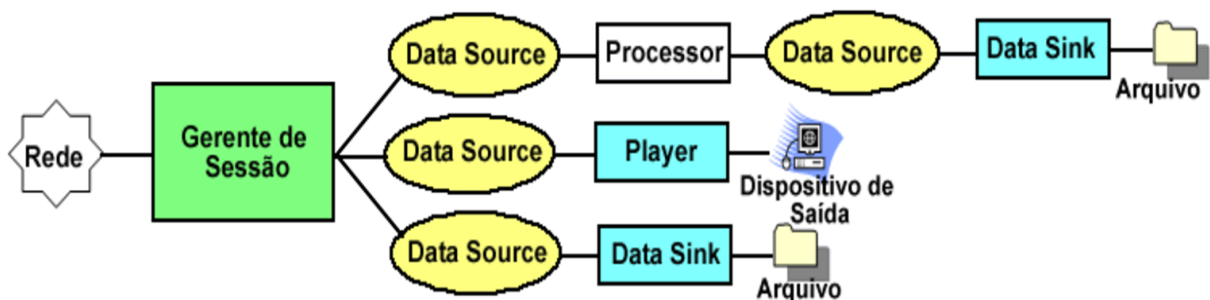 Rede
Gerente de
Sessão
Data Source
Processor
Data Source
Data Sink
Arquivo
Data Source
Player
Dispositivo de
Saída
Data Source
Data Sink
Arquivo